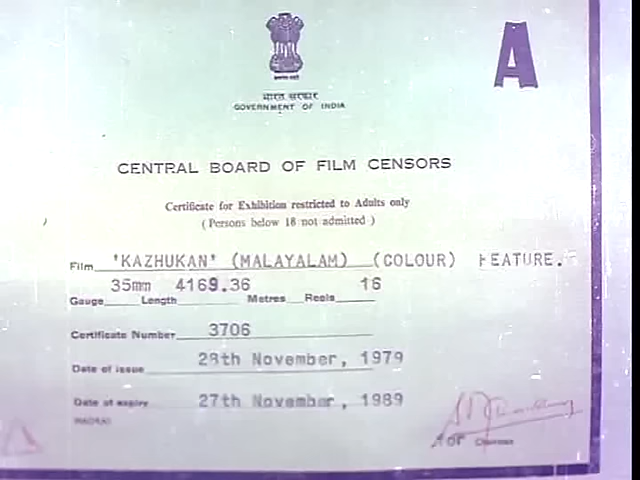 A
भारत सरकार
GOVERNMENT OF INDIA
CENTRAL BOARD OF FILM CENSORS
Certificate for Exhibition restricted to Adults only
( Persons below 18 not admitted )
Film 'KAZHUKAN' (MALAYALAM) (COLOUR) FEATURE.
35mm 4169.36 16
Gauge Length Metres Reels
Certificate Number 3706
Date of issue 28th November, 1979
Date of expiry 27th November, 1989
MADRAS